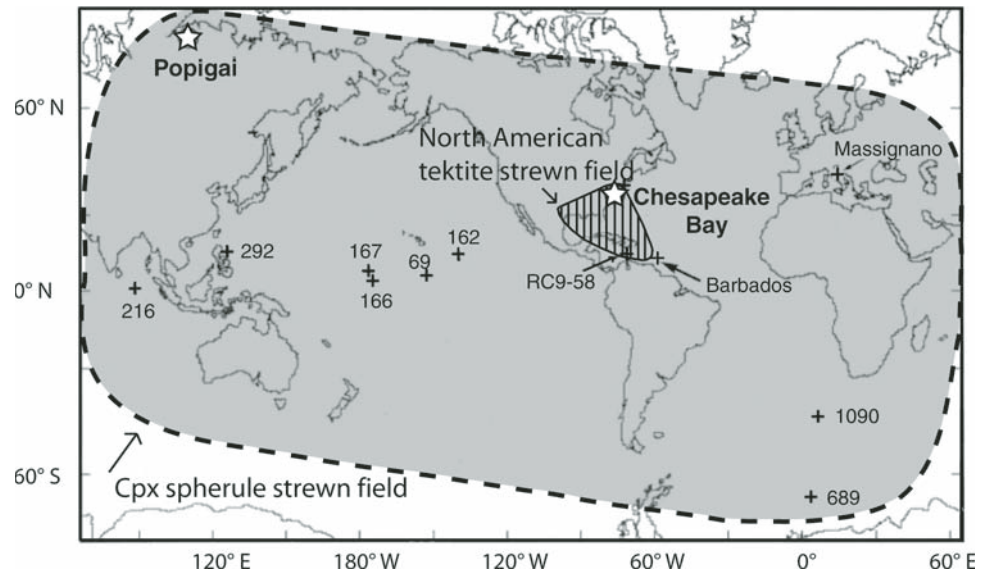 Popigai
60° N
North American
tektite strewn field
Massignano
Chesapeake
Bay
292
167
162
69
RC9-58
Barbados
0° N
216
166
1090
60° S
Cpx spherule strewn field
689
120° E
180° W
120° W
60° W
0°
60° E